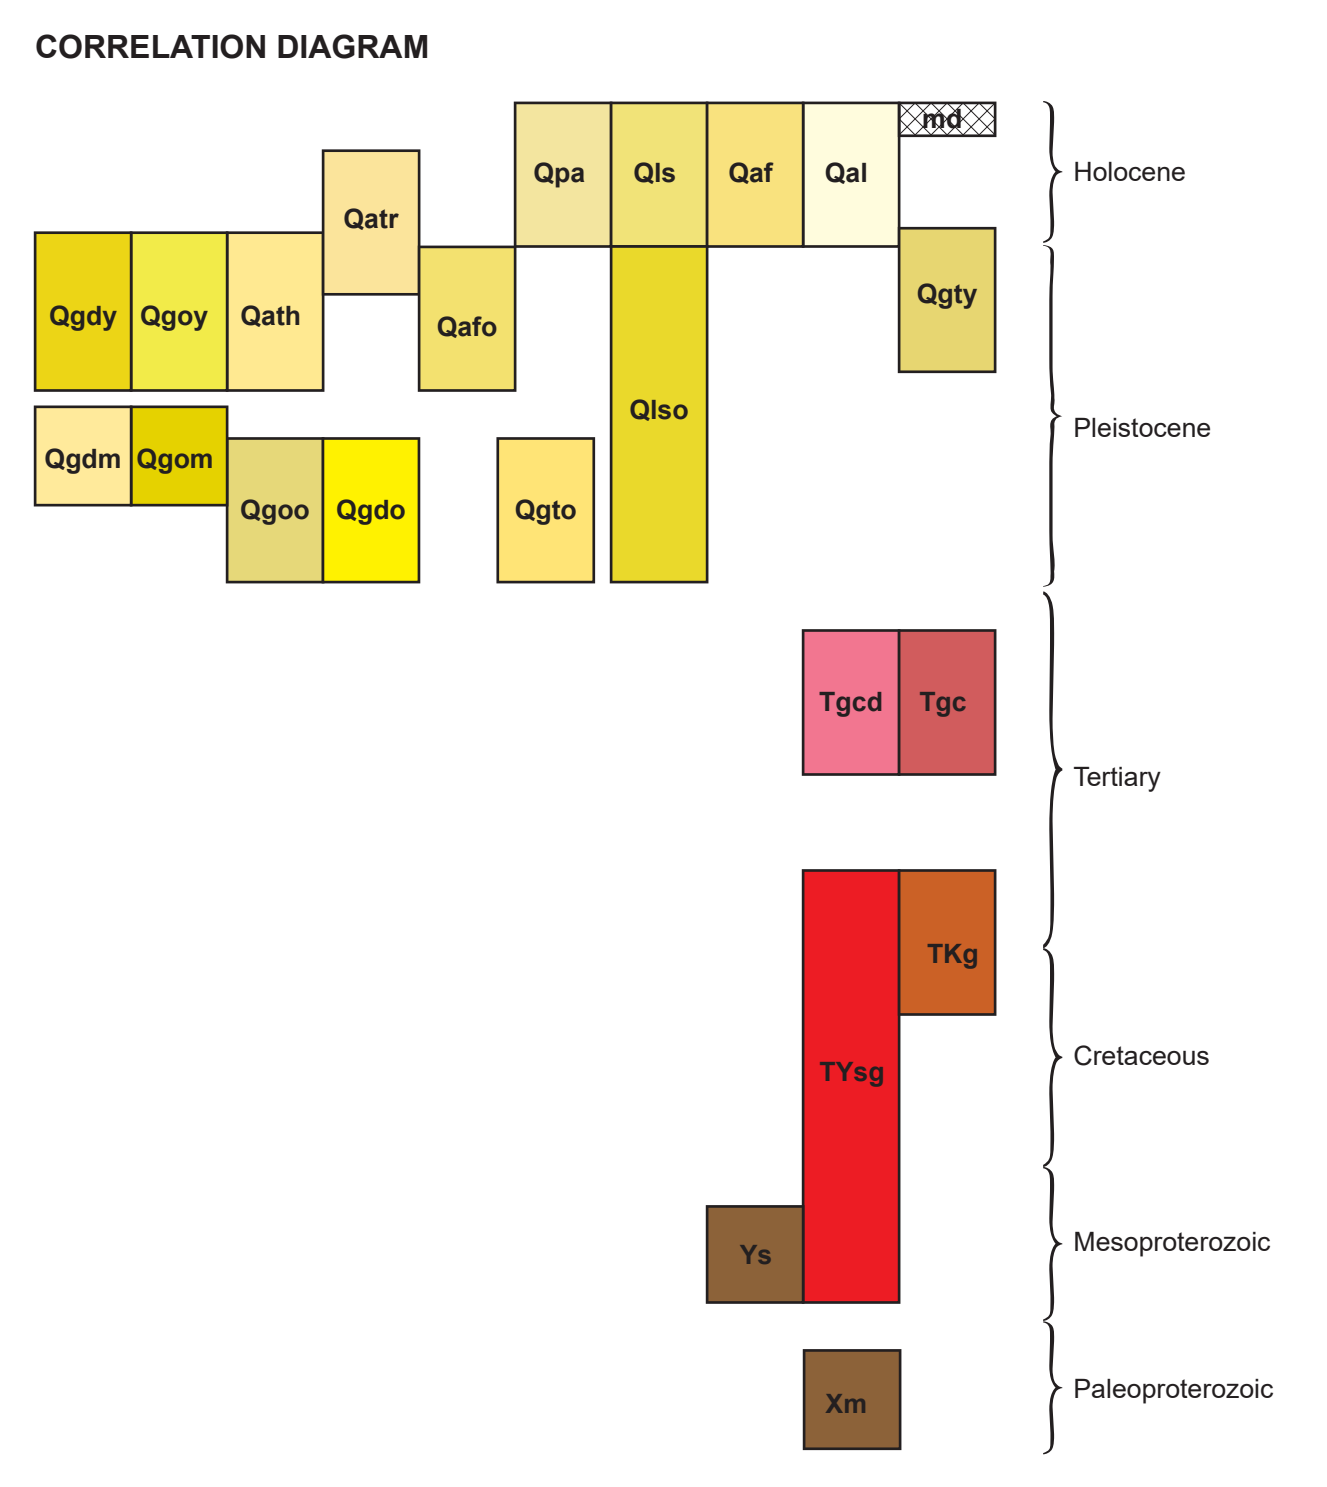 CORRELATION DIAGRAM
md
Qpa
Qls
Qaf
Qal
Holocene
Qatr
Qgty
Qgdy
Qgoy
Qath
Qafo
Qlso
Pleistocene
Qgdm
Qgom
Qgoo
Qgdo
Qgto
Tgcd
Tgc
Tertiary
TKg
Cretaceous
TYsg
Mesoproterozoic
Ys
Paleoproterozoic
Xm